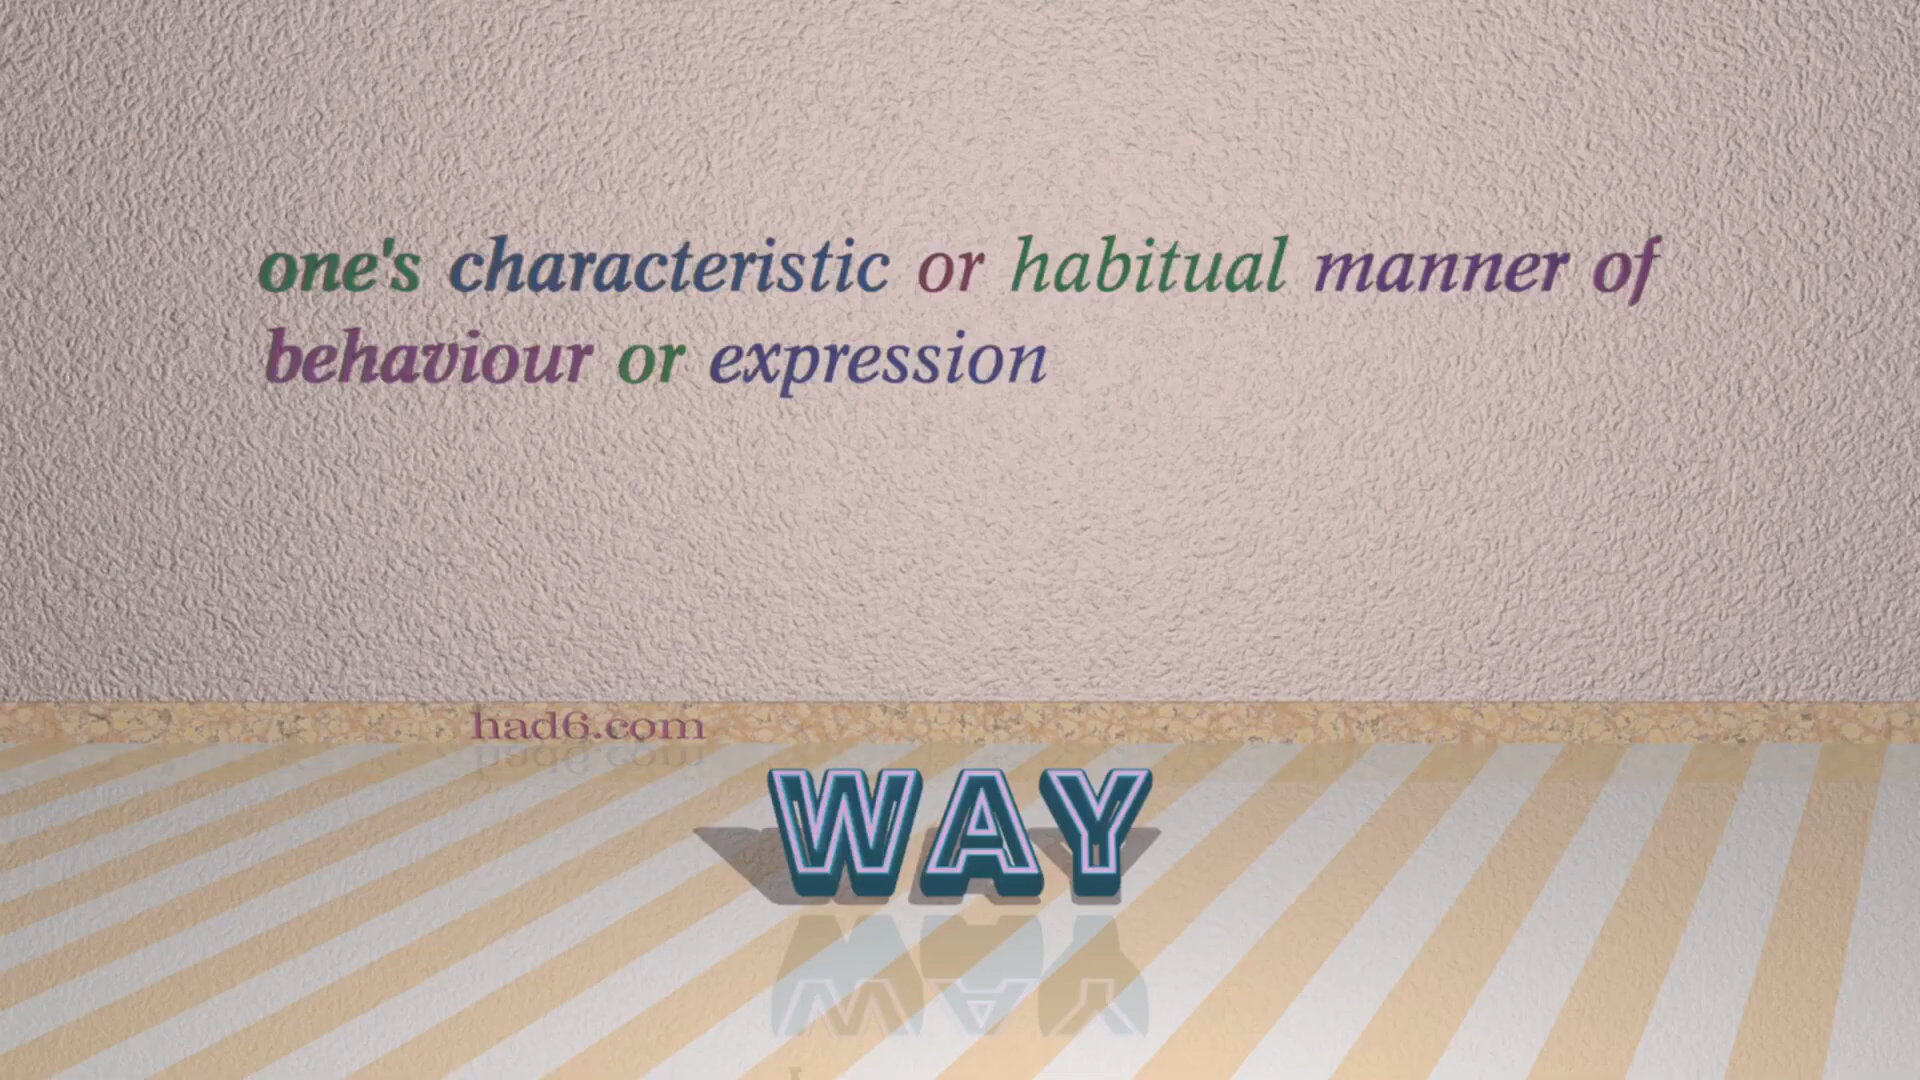 one's characteristic or habitual manner of
behaviour or expression
had6.com
WAY